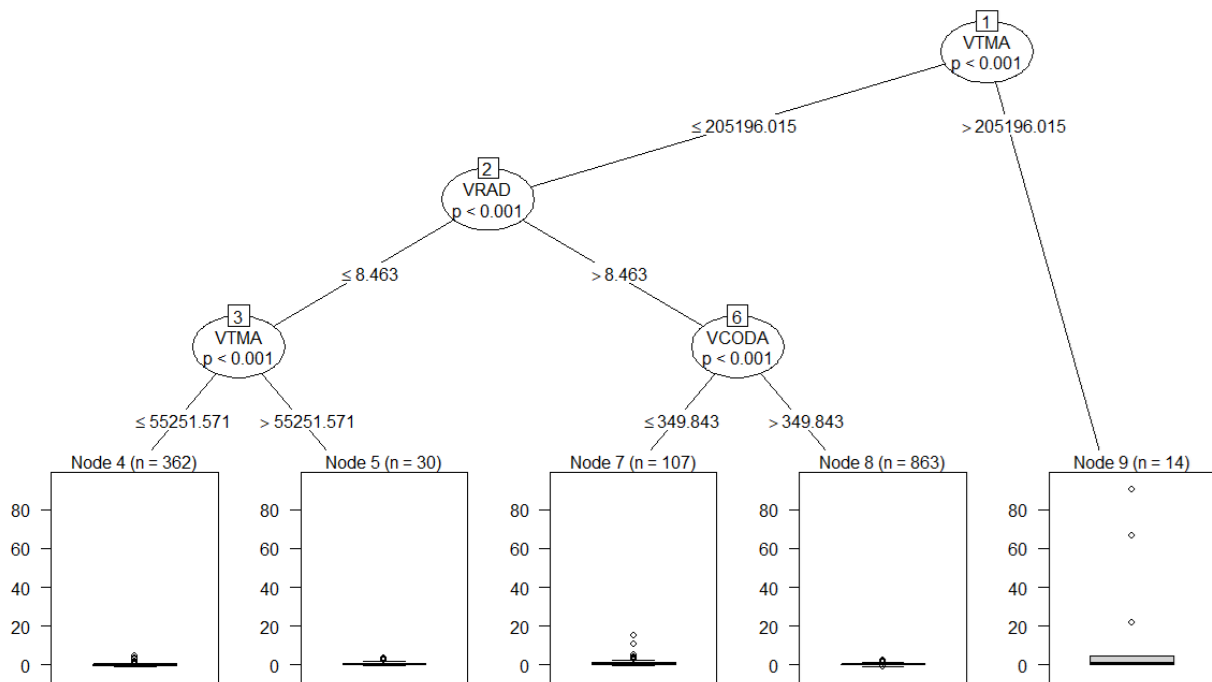 1
VTMA
p < 0.001
≤ 205196.015
> 205196.015
2
VRAD
p < 0.001
≤ 8.463
> 8.463
3
VTMA
p < 0.001
6
VCODA
p < 0.001
≤ 55251.571
> 55251.571
≤ 349.843
> 349.843
Node 4 (n = 362)
80
60
40
20
0
Node 5 (n = 30)
80
60
40
20
0
Node 7 (n = 107)
80
60
40
20
0
Node 8 (n = 863)
80
60
40
20
0
Node 9 (n = 14)
80
60
40
20
0